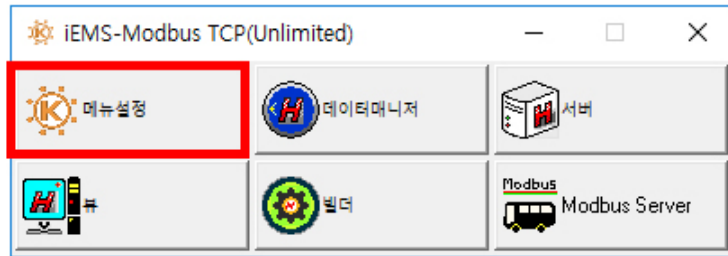 iEMS-Modbus TCP(Unlimited)
메뉴설정
데이터매니저
서버
뷰
빌더
Modbus
Modbus Server